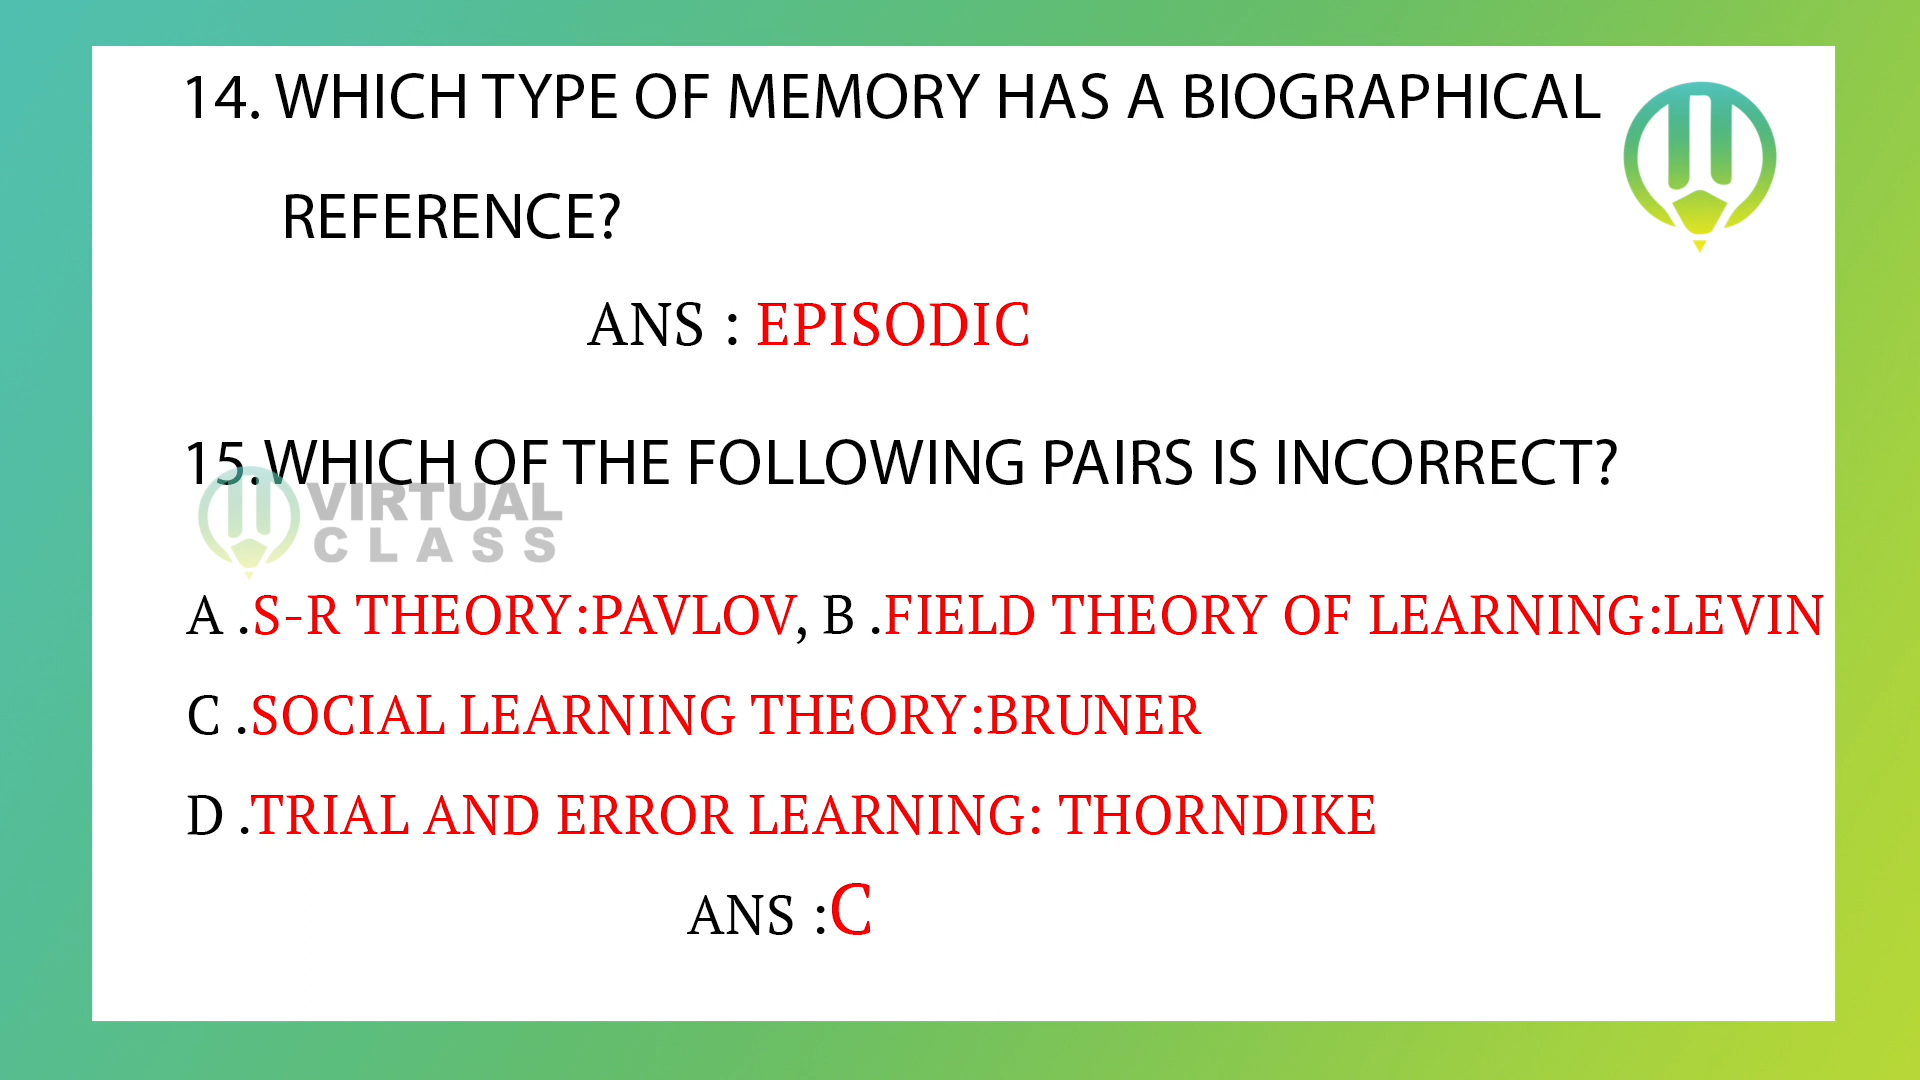 14. WHICH TYPE OF MEMORY HAS A BIOGRAPHICAL
REFERENCE?
ANS : EPISODIC
15.WHICH OF THE FOLLOWING PAIRS IS INCORRECT?
VIRTUAL
CLASS
A .S-R THEORY:PAVLOV, B .FIELD THEORY OF LEARNING:LEVIN
C .SOCIAL LEARNING THEORY:BRUNER
D .TRIAL AND ERROR LEARNING: THORNDIKE
ANS :C